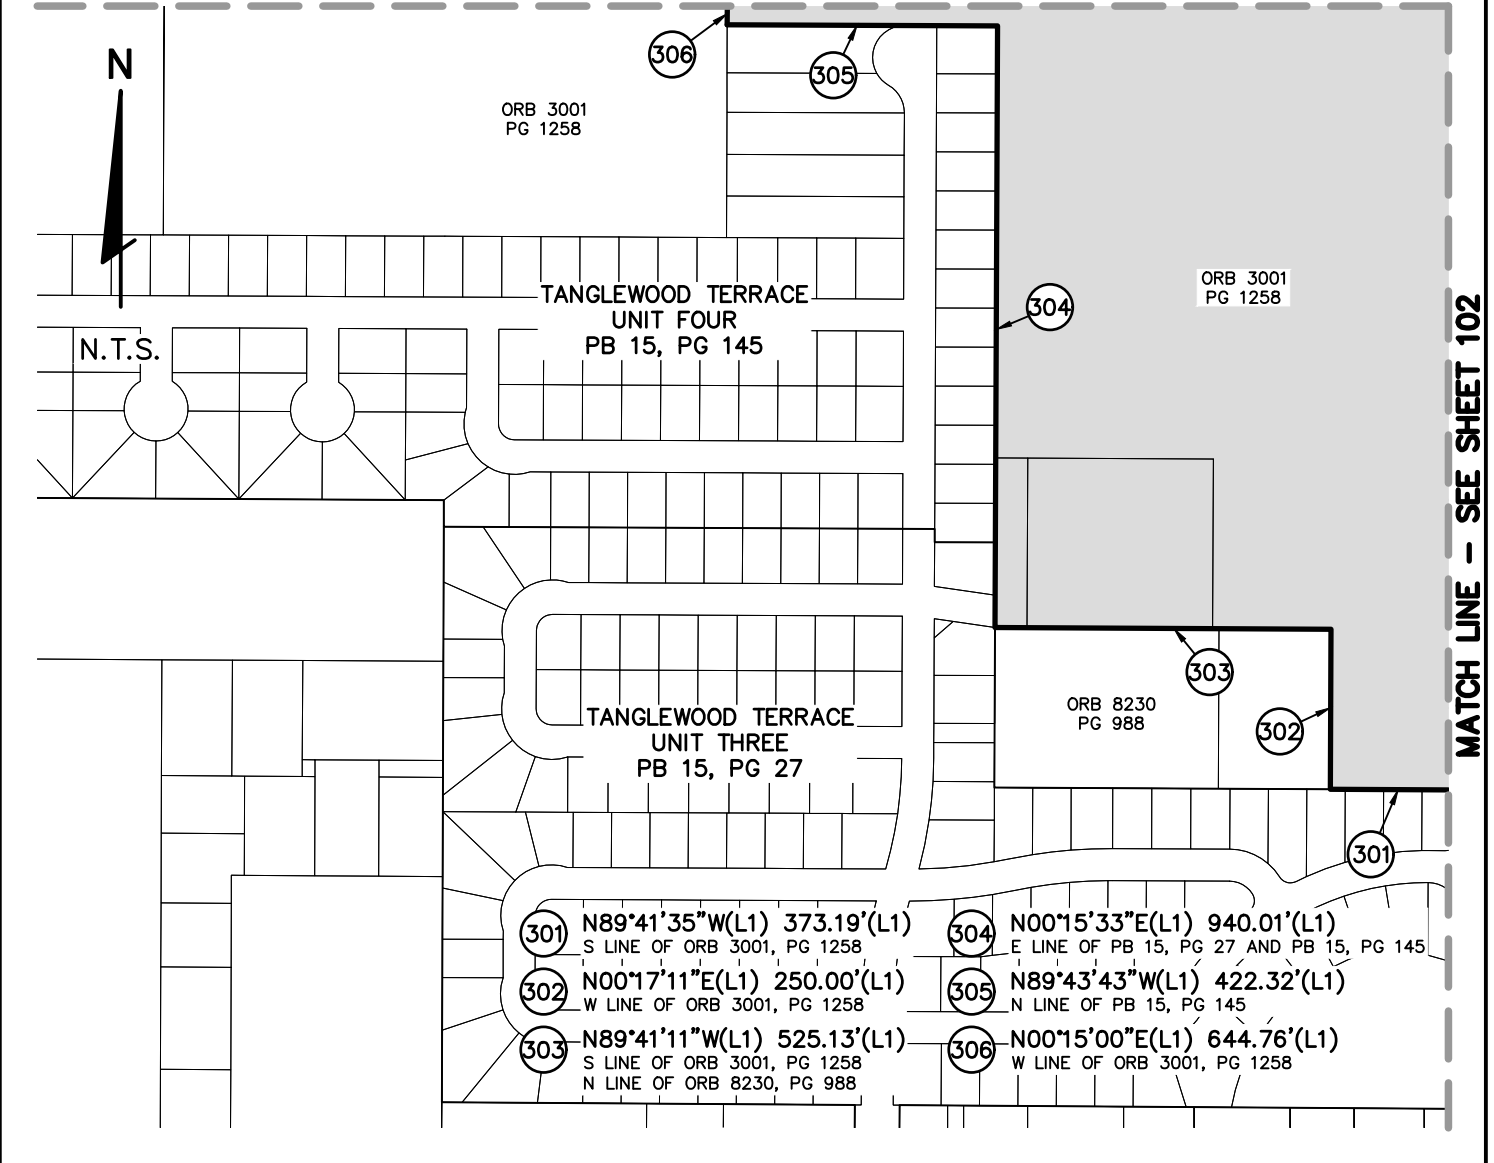 306
305
N
ORB 3001
PG 1258
ORB 3001
PG 1258
304
TANGLEWOOD TERRACE
UNIT FOUR
PB 15, PG 145
N.T.S.
MATCH LINE - SEE SHEET 102
303
ORB 8230
PG 988
302
TANGLEWOOD TERRACE
UNIT THREE
PB 15, PG 27
301
301 N89°41'35"W(L1) 373.19'(L1)
S LINE OF ORB 3001, PG 1258
302 N00°17'11"E(L1) 250.00'(L1)
W LINE OF ORB 3001, PG 1258
303 N89°41'11"W(L1) 525.13'(L1)
S LINE OF ORB 3001, PG 1258
N LINE OF ORB 8230, PG 988
304 N00°15'33"E(L1) 940.01'(L1)
E LINE OF PB 15, PG 27 AND PB 15, PG 145
305 N89°43'43"W(L1) 422.32'(L1)
N LINE OF PB 15, PG 145
306 N00°15'00"E(L1) 644.76'(L1)
W LINE OF ORB 3001, PG 1258